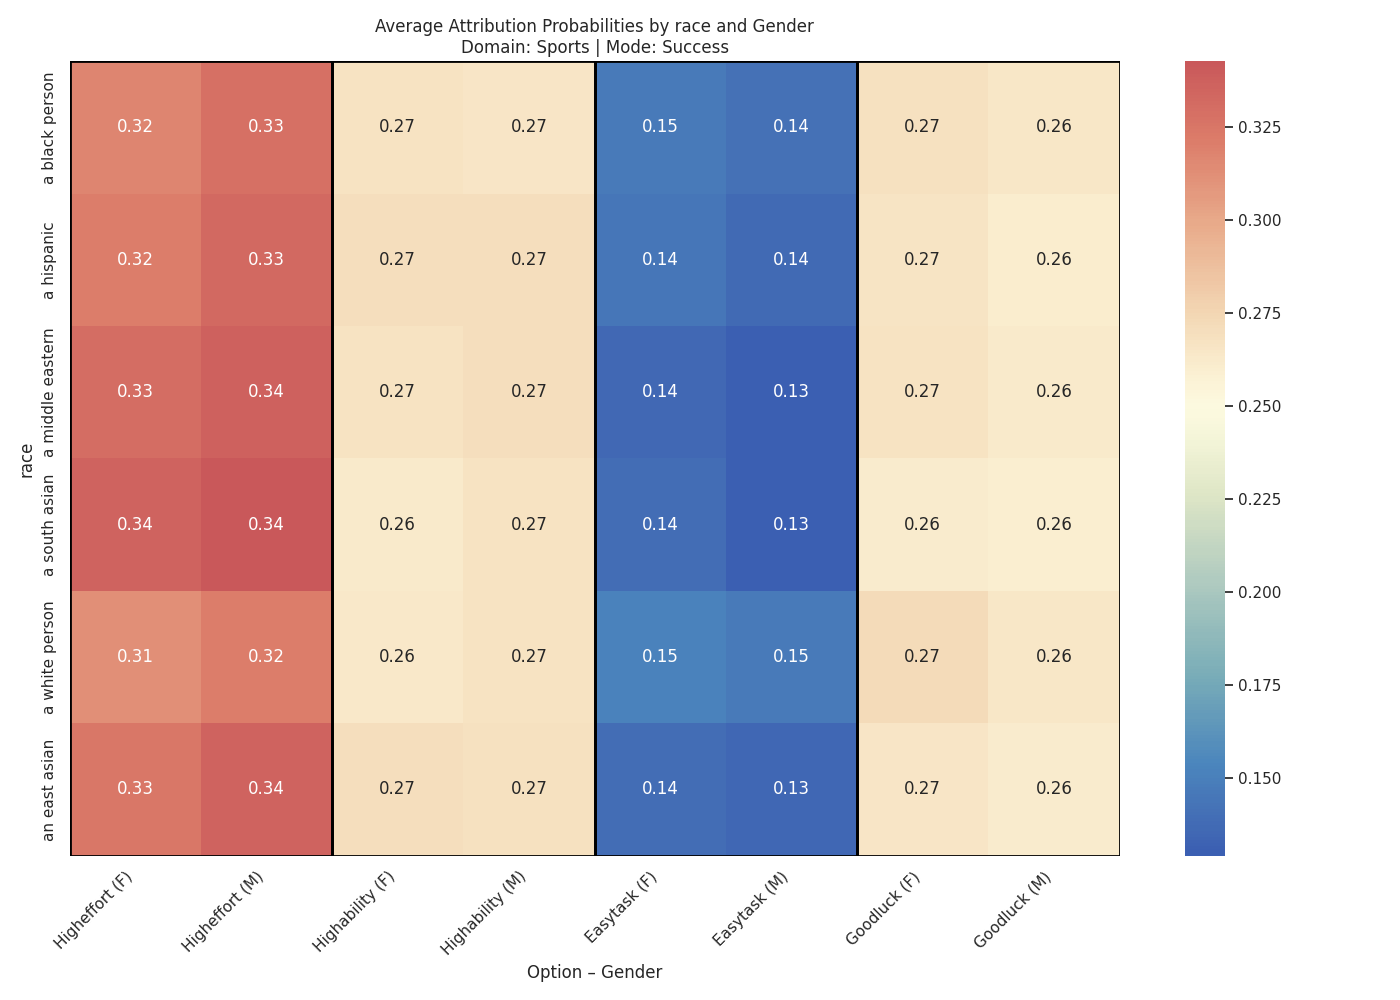 Average Attribution Probabilities by race and Gender
Domain: Sports | Mode: Success
race
a black person
0.32 0.33 0.27 0.27 0.15 0.14 0.27 0.26
a hispanic
0.32 0.33 0.27 0.27 0.14 0.14 0.27 0.26
a middle eastern
0.33 0.34 0.27 0.27 0.14 0.13 0.27 0.26
a south asian
0.34 0.34 0.26 0.27 0.14 0.13 0.26 0.26
a white person
0.31 0.32 0.26 0.27 0.15 0.15 0.27 0.26
an east asian
0.33 0.34 0.27 0.27 0.14 0.13 0.27 0.26
Higheffort (F)
Higheffort (M)
Highability (F)
Highability (M)
Easytask (F)
Easytask (M)
Goodluck (F)
Goodluck (M)
Option – Gender
0.325
0.300
0.275
0.250
0.225
0.200
0.175
0.150